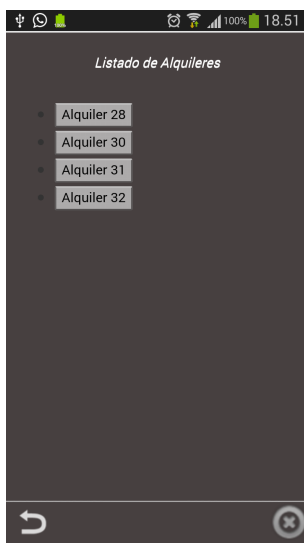 100% 18.51
Listado de Alquileres
Alquiler 28
Alquiler 30
Alquiler 31
Alquiler 32